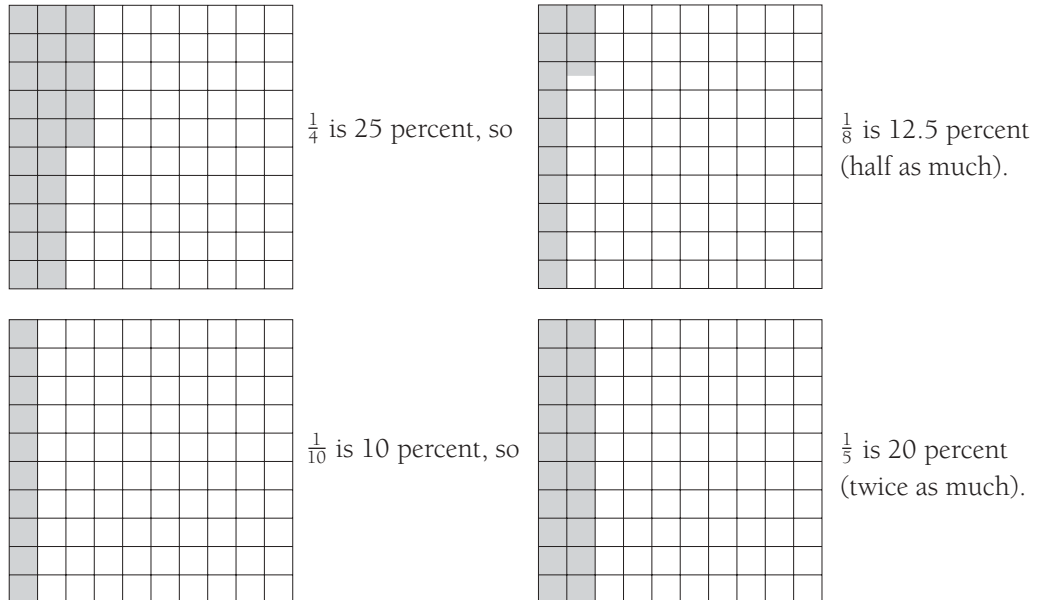 1/4 is 25 percent, so
1/8 is 12.5 percent
(half as much).
1/10 is 10 percent, so
1/5 is 20 percent
(twice as much).